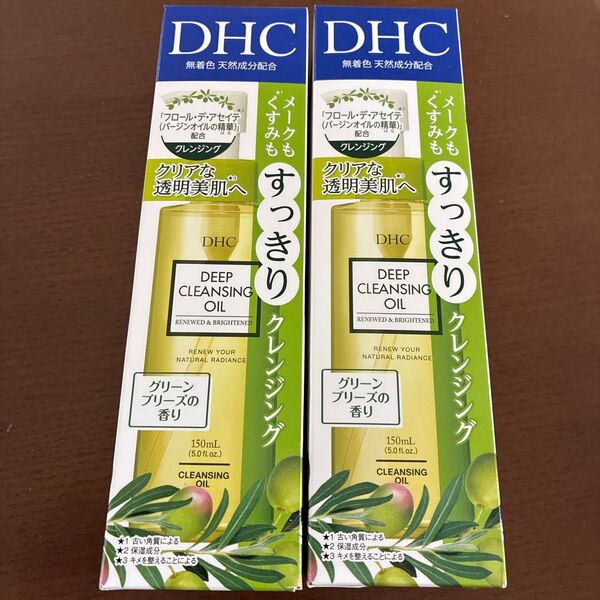 DHC
無着色 天然成分配合
「フロール・デ・アセイテ
(バージンオイルの精華)」
配合
クレンジング
メークも
くすみも
クリアな
透明美肌へ
すっきり
クレンジング
DHC
DEEP
CLEANSING
OIL
RENEWED & BRIGHTENED
RENEW YOUR
NATURAL RADIANCE
グリーン
ブリーズの
香り
150mL
(5.0 fl.oz.)
CLEANSING
OIL
★1 古い角質による
★2 保湿成分
★3 キメを整えることによる
DHC
無着色 天然成分配合
「フロール・デ・アセイテ
(バージンオイルの精華)」
配合
クレンジング
メークも
くすみも
クリアな
透明美肌へ
すっきり
クレンジング
DHC
DEEP
CLEANSING
OIL
RENEWED & BRIGHTENED
RENEW YOUR
NATURAL RADIANCE
グリーン
ブリーズの
香り
150mL
(5.0 fl.oz.)
CLEANSING
OIL
★1 古い角質による
★2 保湿成分
★3 キメを整えることによる